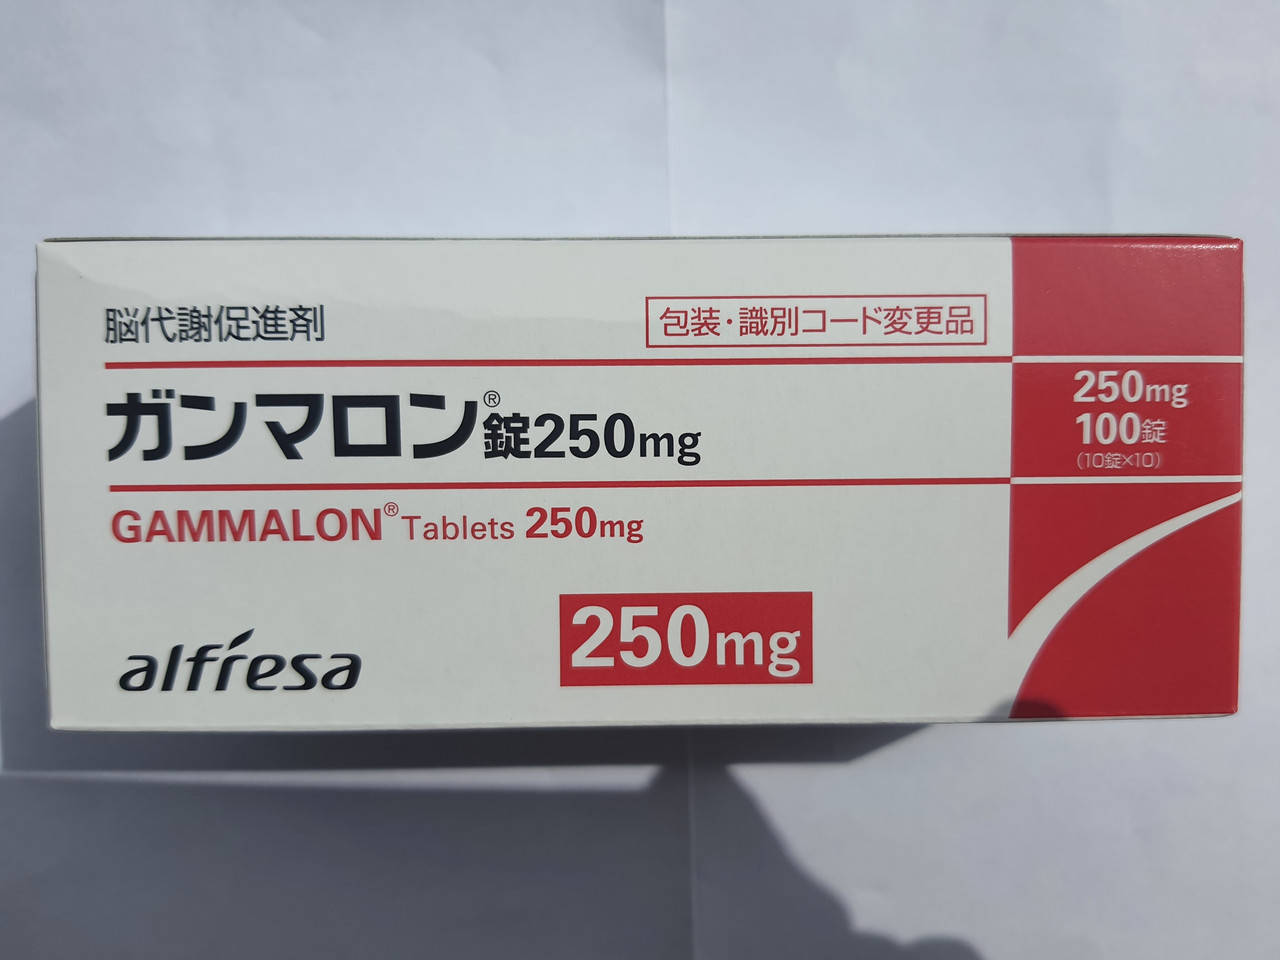 脳代謝促進剤
包装・識別コード変更品
ガンマロン®錠250mg
GAMMALON® Tablets 250mg
alfresa
250mg
250mg
100錠
(10錠×10)